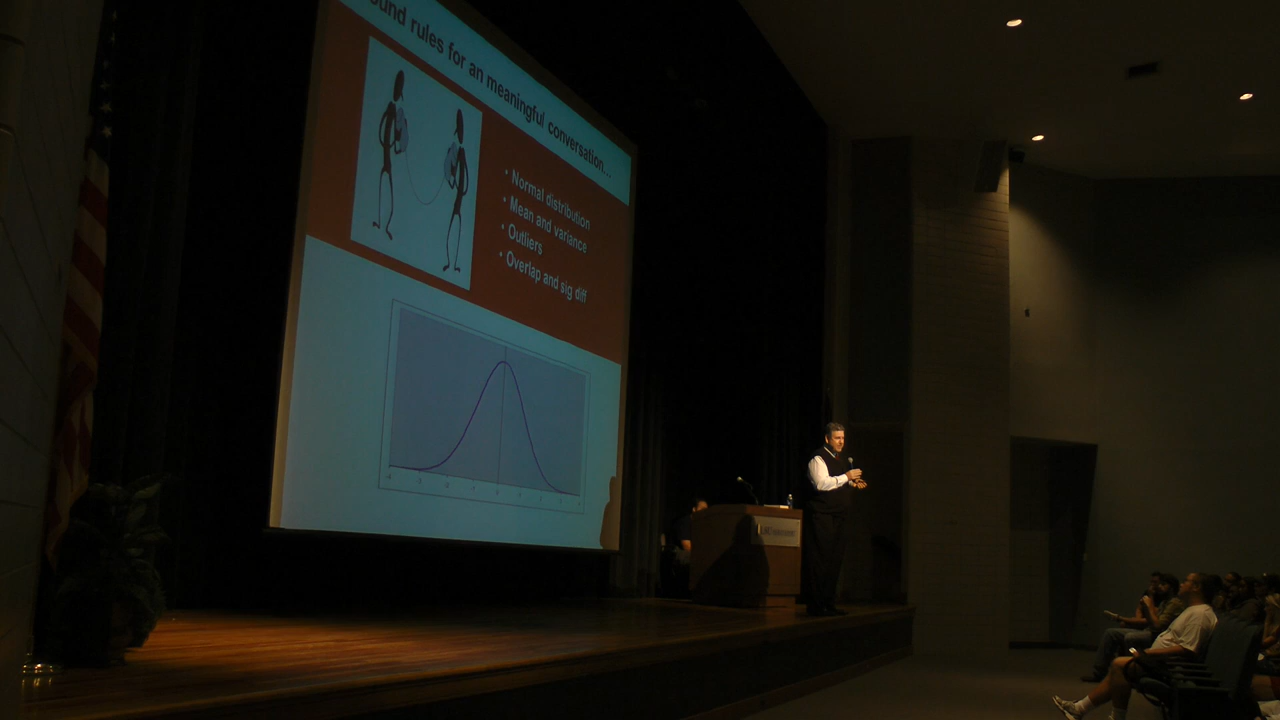 ound rules for an meaningful conversation...
• Normal distribution
• Mean and variance
• Outliers
• Overlap and sig diff